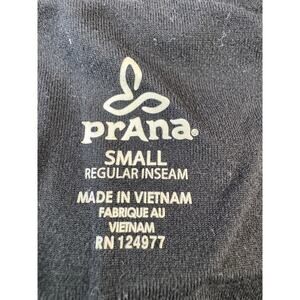 prAna®
SMALL
REGULAR INSEAM
MADE IN VIETNAM
FABRIQUE AU
VIETNAM
RN 124977